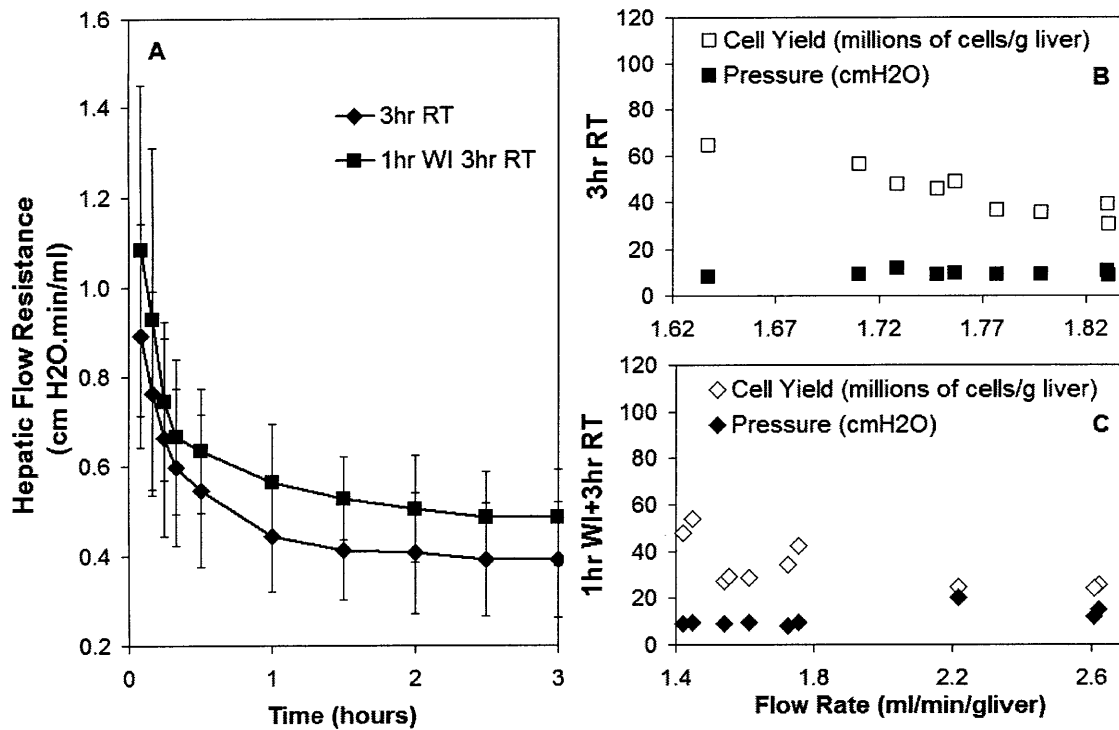 A
1.6
1.4
1.2
1.0
0.8
0.6
0.4
0.2
0
1
2
3
Time (hours)
Hepatic Flow Resistance
(cm H2O.min/ml)
3hr RT
1hr WI 3hr RT
B
120
100
80
60
40
20
0
Cell Yield (millions of cells/g liver)
Pressure (cmH2O)
3hr RT
1.62
1.67
1.72
1.77
1.82
C
120
100
80
60
40
20
0
Cell Yield (millions of cells/g liver)
Pressure (cmH2O)
1hr WI+3hr RT
1.4
1.8
2.2
2.6
Flow Rate (ml/min/gliver)